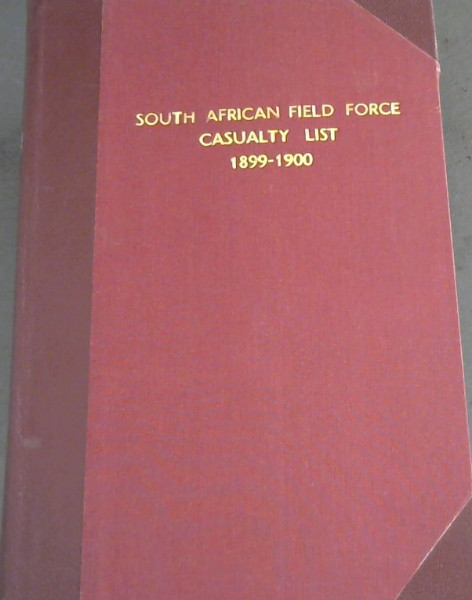 SOUTH AFRICAN FIELD FORCE
CASUALTY LIST
1899-1900